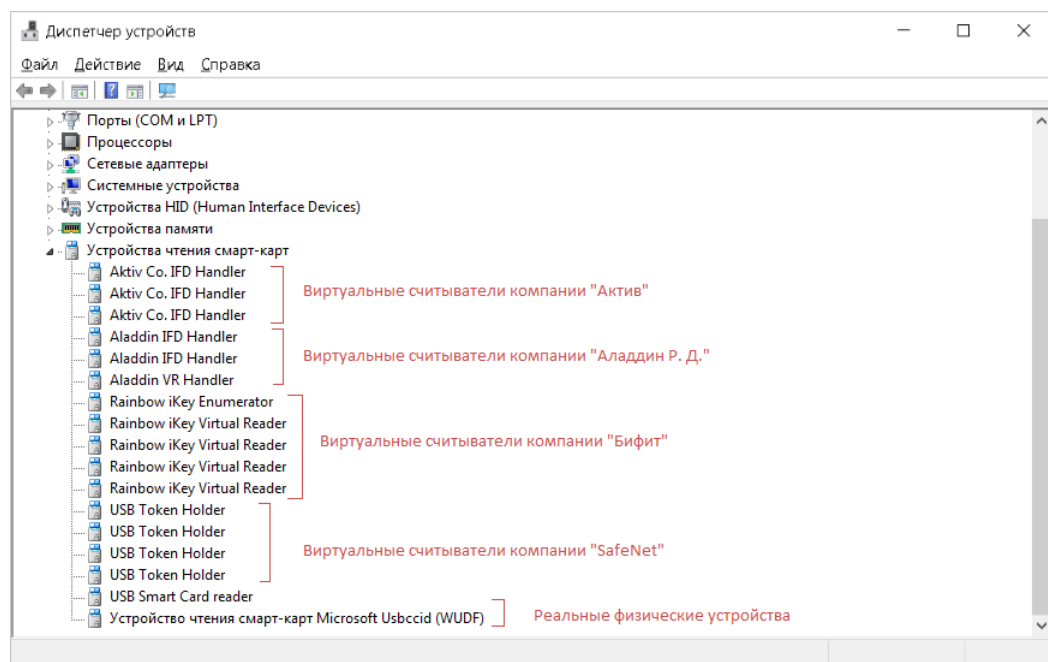 Диспетчер устройств
Файл Действие Вид Справка
Порты (COM и LPT)
Процессоры
Сетевые адаптеры
Системные устройства
Устройства HID (Human Interface Devices)
Устройства памяти
Устройства чтения смарт-карт
Aktiv Co. IFD Handler
Aktiv Co. IFD Handler
Виртуальные считыватели компании "Актив"
Aktiv Co. IFD Handler
Aladdin IFD Handler
Aladdin IFD Handler
Виртуальные считыватели компании "Аладдин Р. Д."
Aladdin VR Handler
Rainbow iKey Enumerator
Rainbow iKey Virtual Reader
Rainbow iKey Virtual Reader
Виртуальные считыватели компании "Бифит"
Rainbow iKey Virtual Reader
Rainbow iKey Virtual Reader
USB Token Holder
USB Token Holder
USB Token Holder
Виртуальные считыватели компании "SafeNet"
USB Token Holder
USB Smart Card reader
Устройство чтения смарт-карт Microsoft Usbccid (WUDF)
Реальные физические устройства